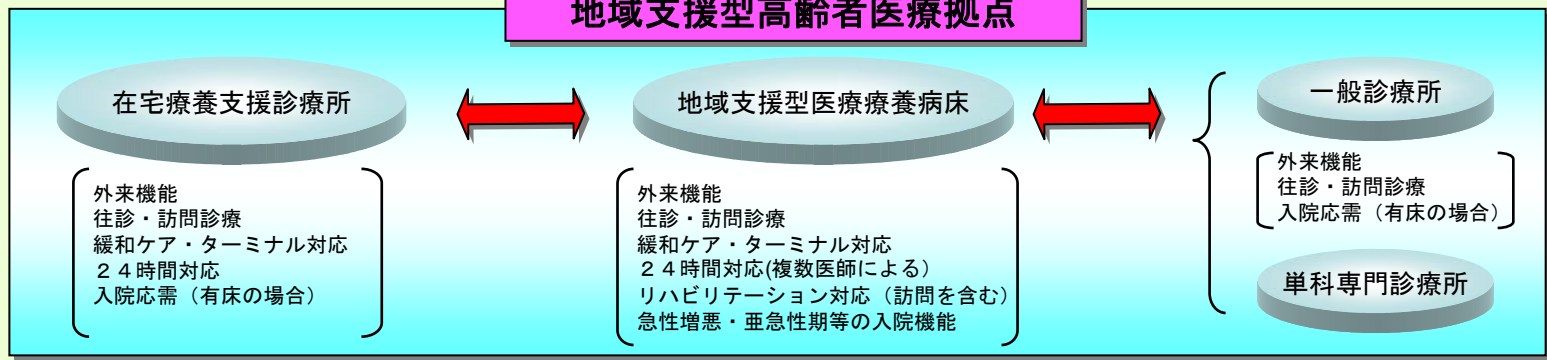 地域支援型高齢者医療拠点
在宅療養支援診療所
外来機能
往診・訪問診療
緩和ケア・ターミナル対応
２４時間対応
入院応需（有床の場合）
地域支援型医療療養病床
外来機能
往診・訪問診療
緩和ケア・ターミナル対応
２４時間対応(複数医師による）
リハビリテーション対応（訪問を含む）
急性増悪・亜急性期等の入院機能
一般診療所
外来機能
往診・訪問診療
入院応需（有床の場合）
単科専門診療所